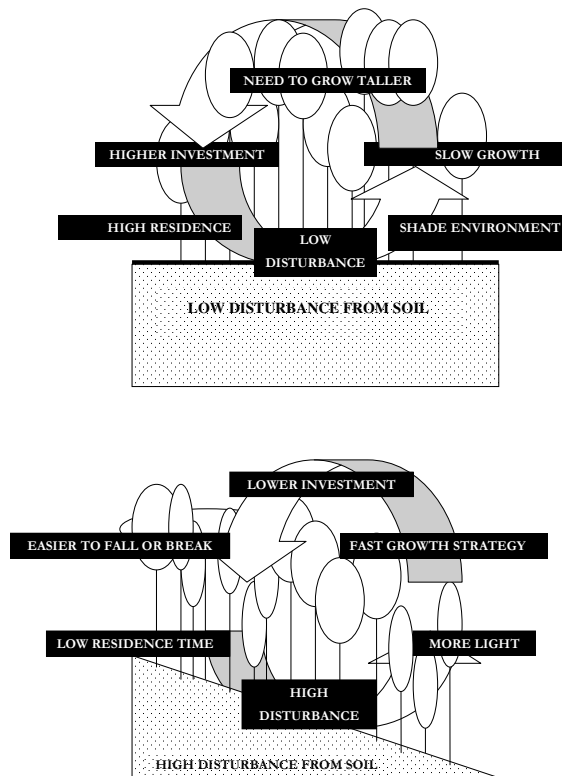 NEED TO GROW TALLER
HIGHER INVESTMENT
SLOW GROWTH
HIGH RESIDENCE
SHADE ENVIRONMENT
LOW
DISTURBANCE
LOW DISTURBANCE FROM SOIL
LOWER INVESTMENT
EASIER TO FALL OR BREAK
FAST GROWTH STRATEGY
LOW RESIDENCE TIME
MORE LIGHT
HIGH
DISTURBANCE
HIGH DISTURBANCE FROM SOIL